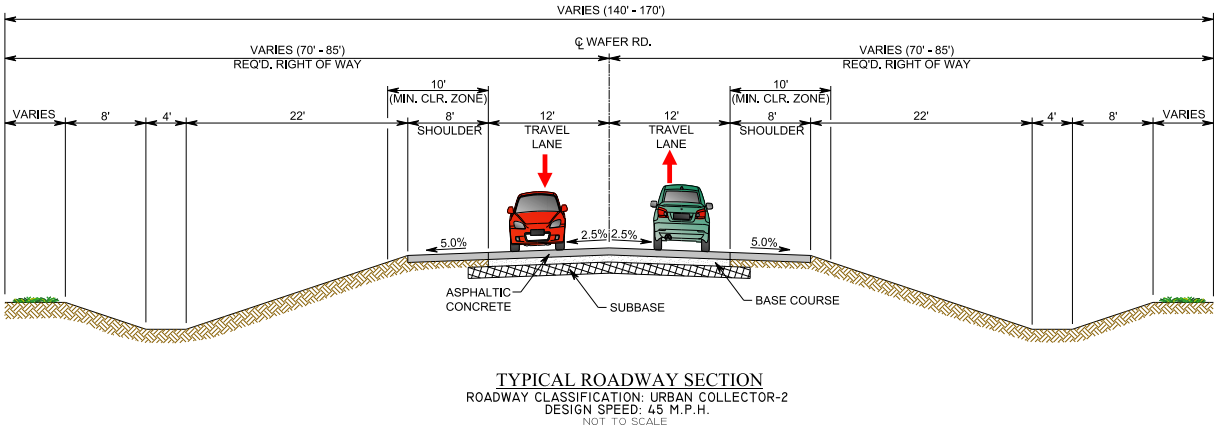 VARIES (140' - 170')
℄ WAFER RD.
VARIES (70' - 85')
REQ'D. RIGHT OF WAY
VARIES (70' - 85')
REQ'D. RIGHT OF WAY
10'
(MIN. CLR. ZONE)
10'
(MIN. CLR. ZONE)
VARIES
8'
4'
22'
8'
SHOULDER
12'
TRAVEL
LANE
12'
TRAVEL
LANE
8'
SHOULDER
22'
4'
8'
VARIES
5.0%
2.5%
2.5%
5.0%
ASPHALTIC
CONCRETE
SUBBASE
BASE COURSE
TYPICAL ROADWAY SECTION
ROADWAY CLASSIFICATION: URBAN COLLECTOR-2
DESIGN SPEED: 45 M.P.H.
NOT TO SCALE